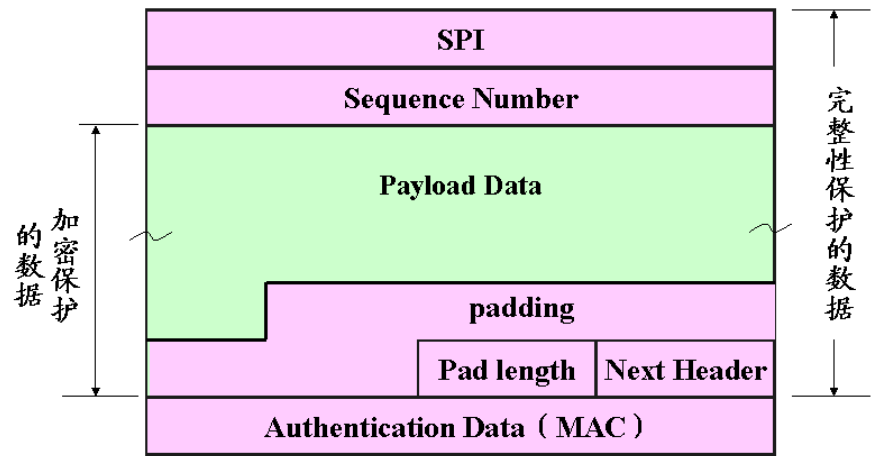 SPI
Sequence Number
Payload Data
padding
Pad length
Next Header
Authentication Data（MAC）
加密保护
的数据
完整性保护的数据